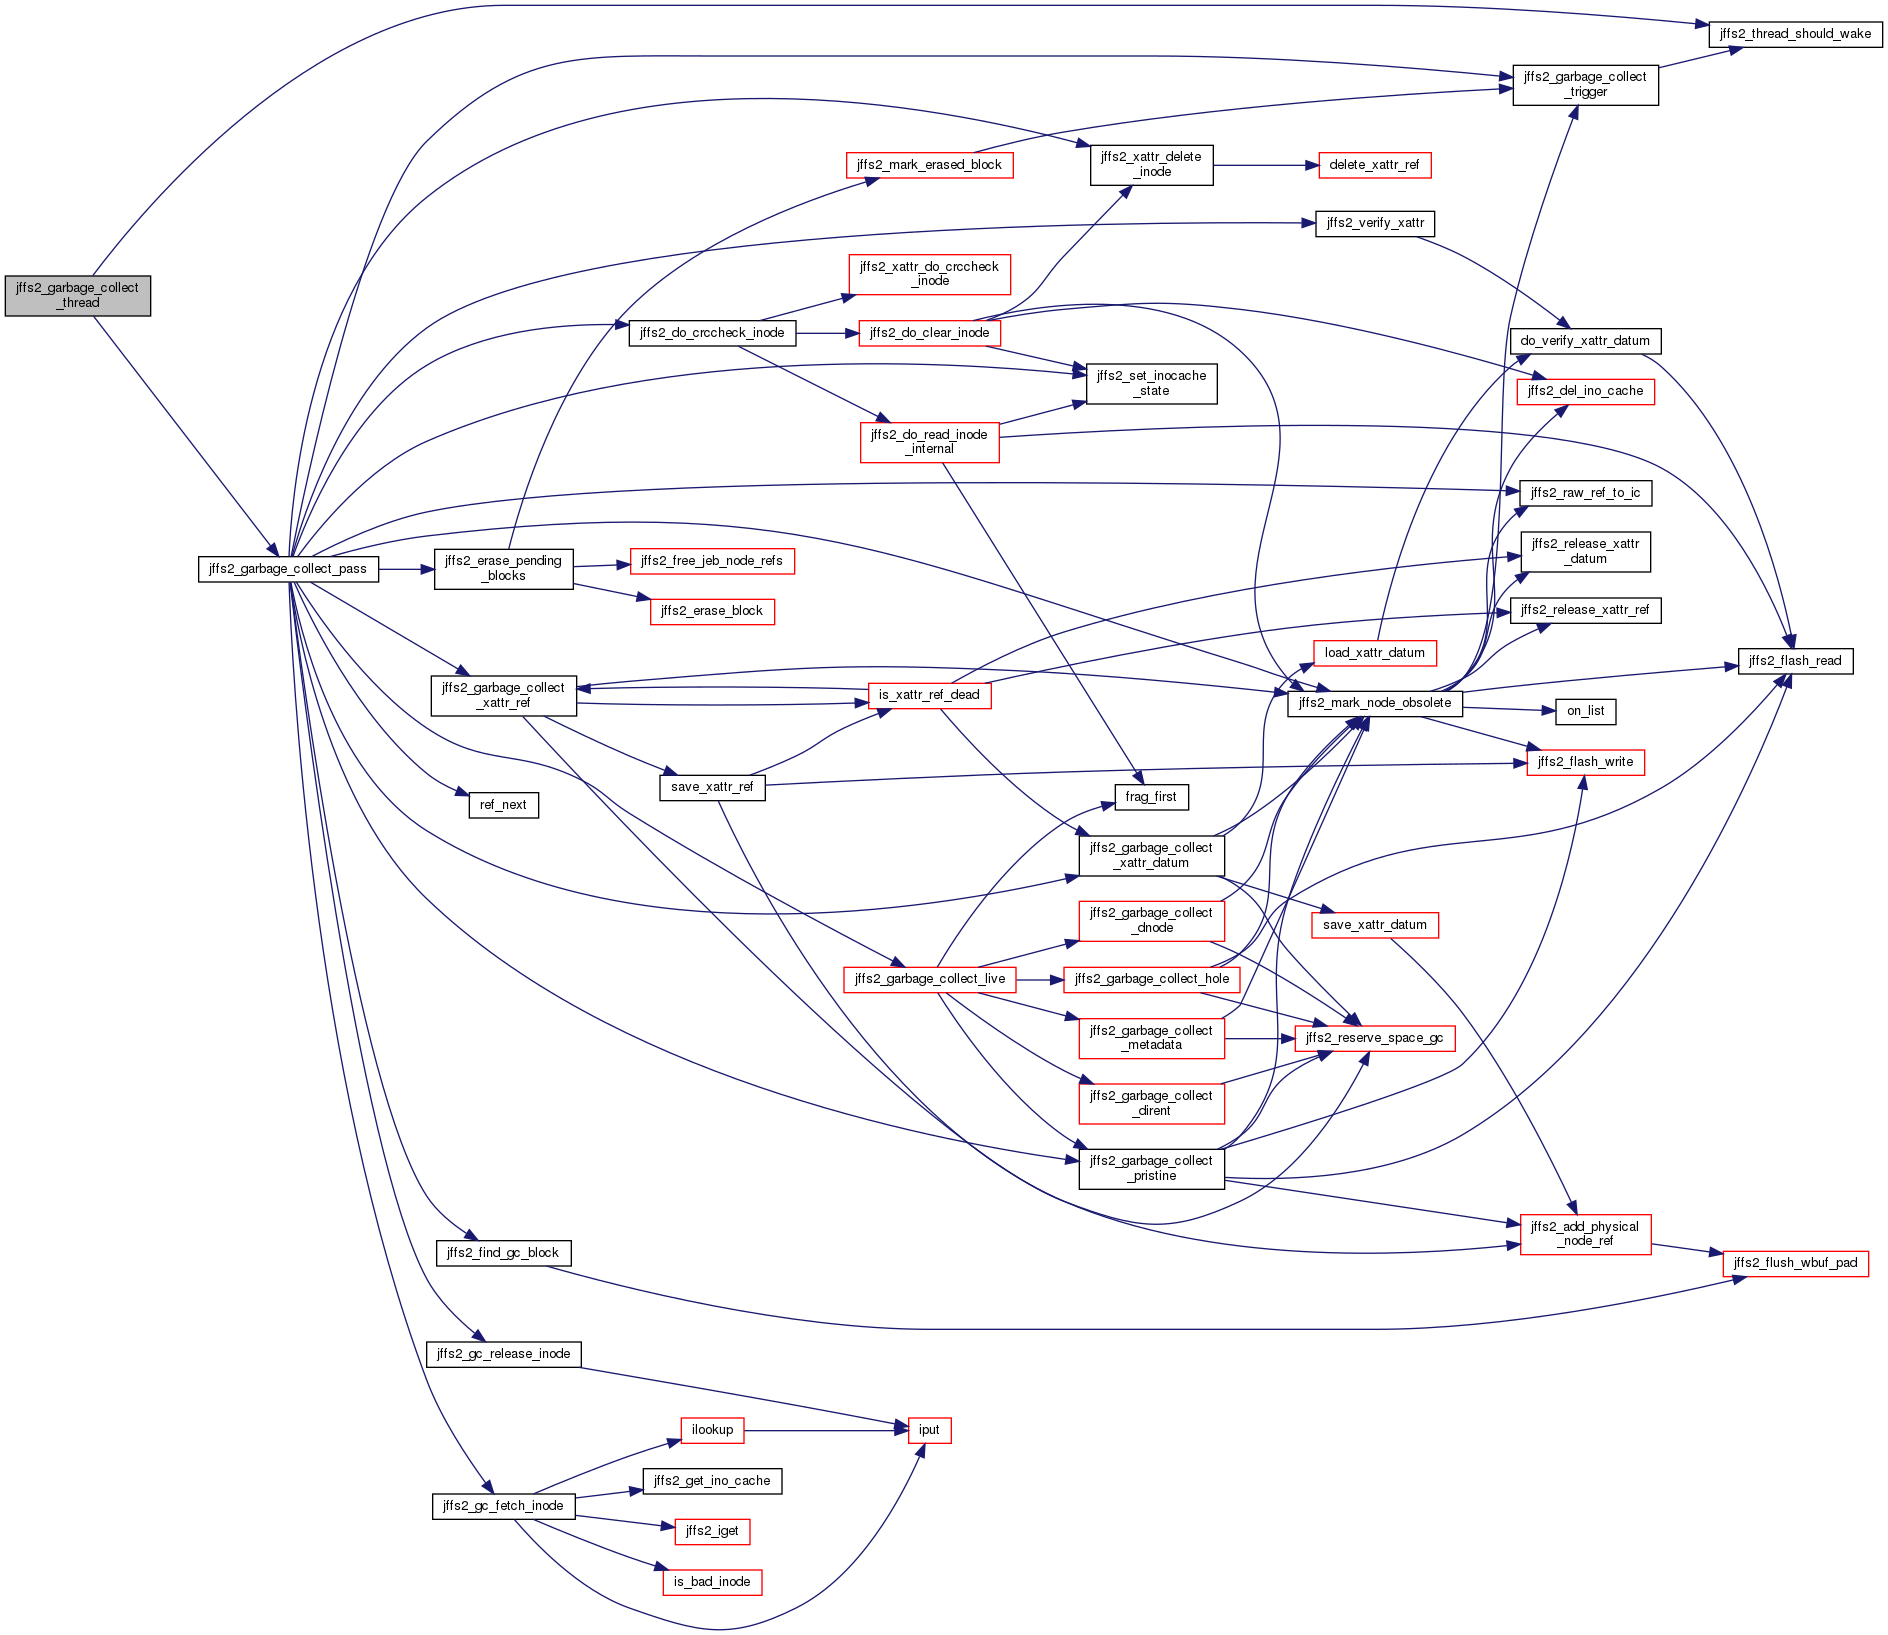 jffs2_thread_should_wake
jffs2_garbage_collect
_trigger
jffs2_mark_erased_block
jffs2_xattr_delete
_inode
delete_xattr_ref
jffs2_verify_xattr
jffs2_garbage_collect
_thread
jffs2_xattr_do_crccheck
_inode
jffs2_do_crccheck_inode
jffs2_do_clear_inode
do_verify_xattr_datum
jffs2_set_inocache
_state
jffs2_del_ino_cache
jffs2_do_read_inode
_internal
jffs2_raw_ref_to_ic
jffs2_garbage_collect_pass
jffs2_erase_pending
_blocks
jffs2_free_jeb_node_refs
jffs2_release_xattr
_datum
jffs2_erase_block
jffs2_release_xattr_ref
load_xattr_datum
jffs2_flash_read
jffs2_garbage_collect
_xattr_ref
is_xattr_ref_dead
jffs2_mark_node_obsolete
on_list
jffs2_flash_write
save_xattr_ref
ref_next
frag_first
jffs2_garbage_collect
_xattr_datum
jffs2_garbage_collect
_dnode
save_xattr_datum
jffs2_garbage_collect_live
jffs2_garbage_collect_hole
jffs2_garbage_collect
_metadata
jffs2_reserve_space_gc
jffs2_garbage_collect
_dirent
jffs2_garbage_collect
_pristine
jffs2_add_physical
_node_ref
jffs2_find_gc_block
jffs2_flush_wbuf_pad
jffs2_gc_release_inode
ilookup
iput
jffs2_get_ino_cache
jffs2_gc_fetch_inode
jffs2_iget
is_bad_inode